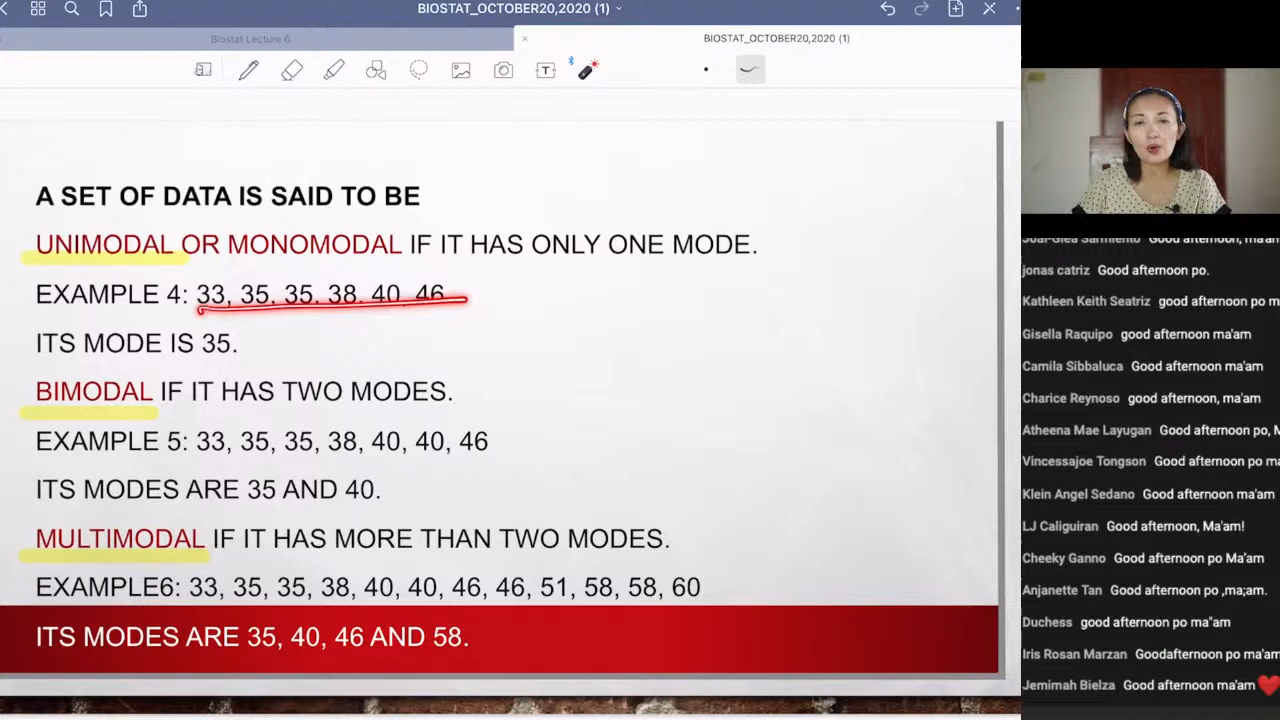 BIOSTAT_OCTOBER20,2020 (1)
Biostat Lecture 6
BIOSTAT_OCTOBER20,2020 (1)
A SET OF DATA IS SAID TO BE
UNIMODAL OR MONOMODAL IF IT HAS ONLY ONE MODE.
EXAMPLE 4: 33, 35, 35, 38, 40, 46
ITS MODE IS 35.
BIMODAL IF IT HAS TWO MODES.
EXAMPLE 5: 33, 35, 35, 38, 40, 40, 46
ITS MODES ARE 35 AND 40.
MULTIMODAL IF IT HAS MORE THAN TWO MODES.
EXAMPLE6: 33, 35, 35, 38, 40, 40, 46, 46, 51, 58, 58, 60
ITS MODES ARE 35, 40, 46 AND 58.
Sarmiento Good afternoon, ma'am
jonas catriz Good afternoon po.
Kathleen Keith Seatriz good afternoon po m
Gisella Raquipo good afternoon ma'am
Camila Sibbaluca Good afternoon ma'am
Charice Reynoso good afternoon, ma'am
Atheena Mae Layugan Good afternoon po, M
Vincessajoe Tongson Good afternoon po ma
Klein Angel Sedano Good afternoon ma'am
LJ Caliguiran Good afternoon, Ma'am!
Cheeky Ganno Good afternoon po Ma'am
Anjanette Tan Good afternoon po ,ma;am.
Duchess good afternoon po ma"am
Iris Rosan Marzan Goodafternoon po ma'am
Jemimah Bielza Good afternoon ma'am